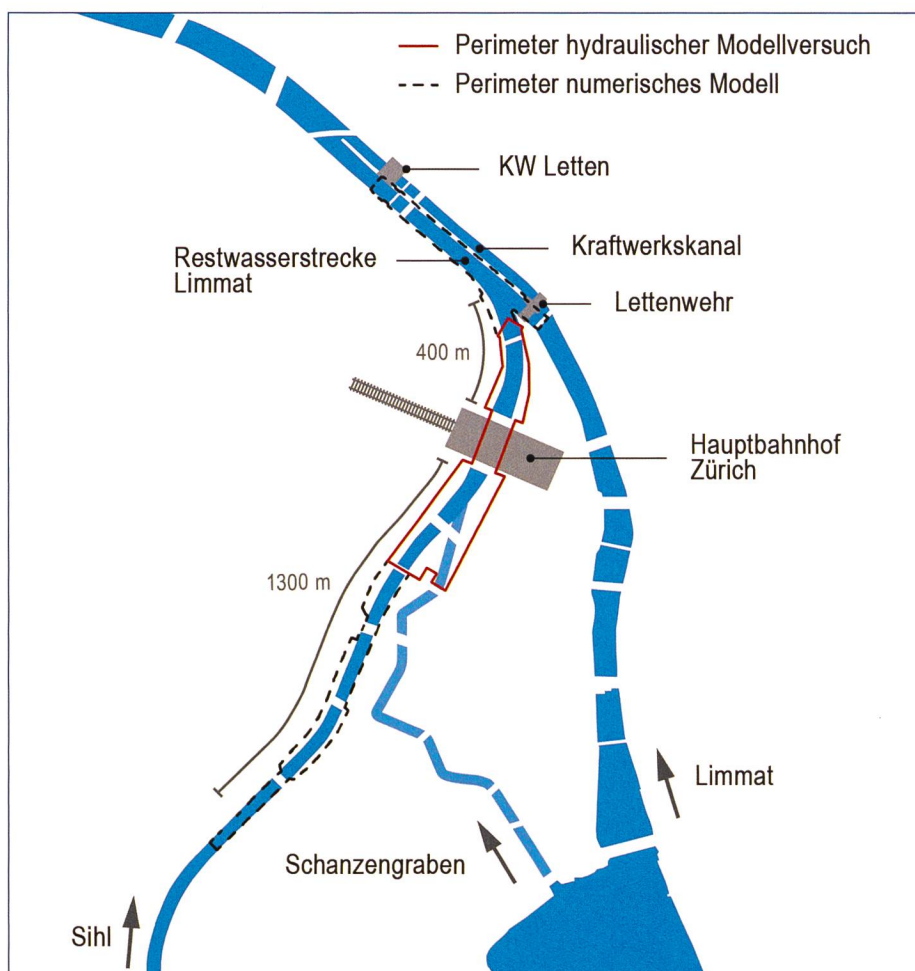 Perimeter hydraulischer Modellversuch
Perimeter numerisches Modell
KW Letten
Kraftwerkskanal
Restwasserstrecke
Limmat
Lettenwehr
400 m
Hauptbahnhof
Zürich
1300 m
Limmat
Schanzengraben
Sihl